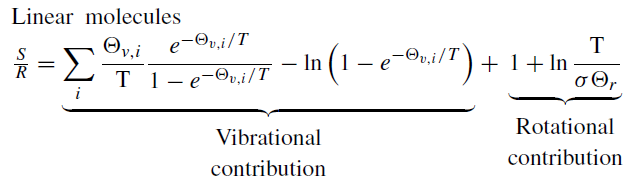 Linear molecules
S/R = ∑_i Θ_{v,i}/T e^{−Θ_{v,i}/T}/(1 − e^{−Θ_{v,i}/T}) − ln (1 − e^{−Θ_{v,i}/T}) + 1 + ln T/(σΘ_r)
Vibrational
contribution
Rotational
contribution